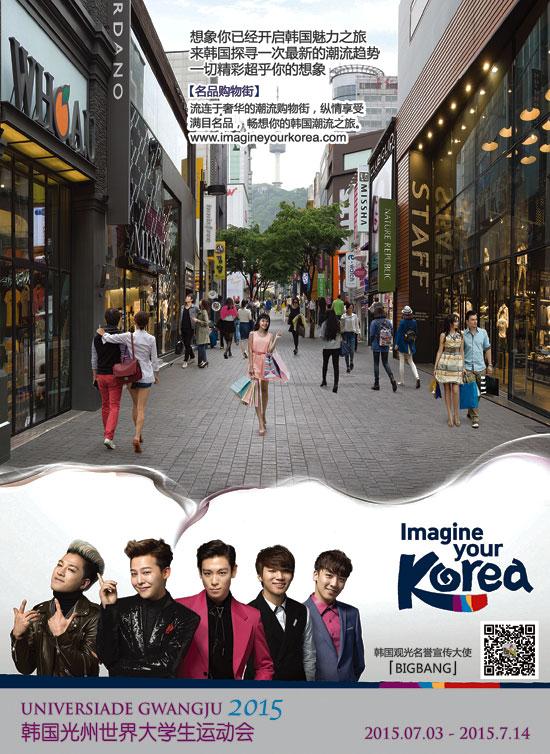 想象你已经开启韩国魅力之旅
来韩国探寻一次最新的潮流趋势
一切精彩超乎你的想象
【名品购物街】
流连于奢华的潮流购物街，纵情享受
满目名品，畅想你的韩国潮流之旅。
www.imagineyourkorea.com
RDANO
WHO.A.U
MISSHA
NATURE REPUBLIC
STAFF
Imagine
your
Korea
韩国观光名誉宣传大使
「BIGBANG」
UNIVERSIADE GWANGJU 2015
韩国光州世界大学生运动会
2015.07.03 - 2015.7.14